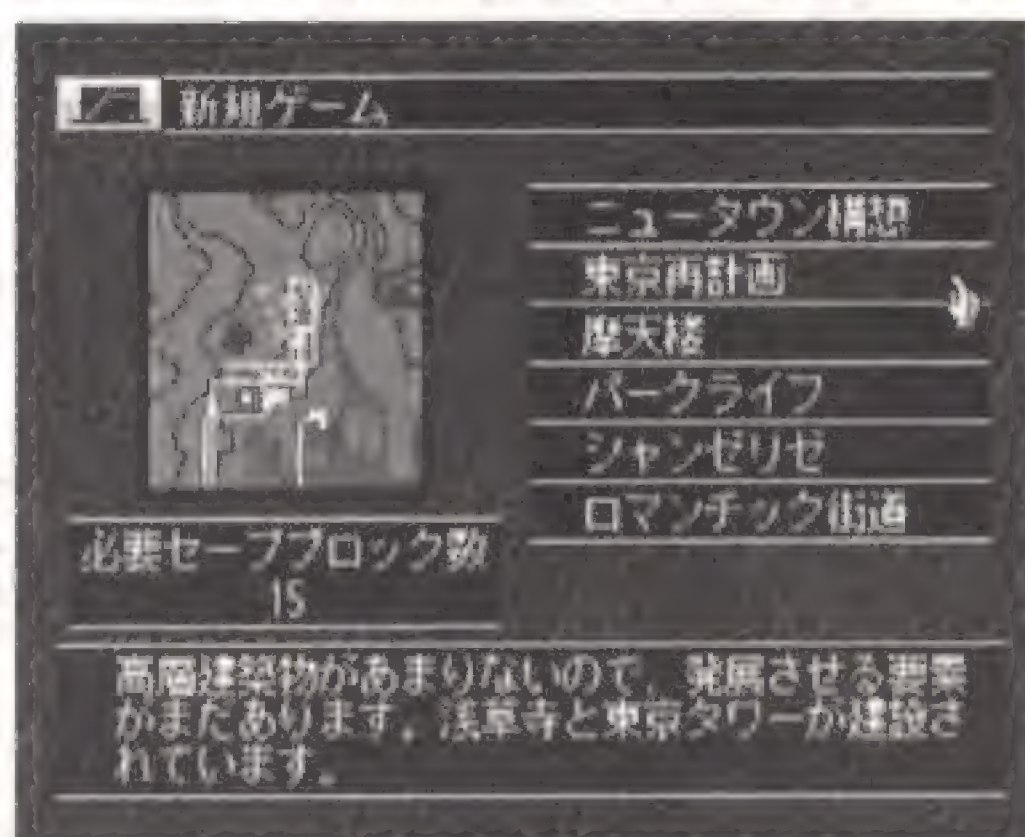 新規ゲーム
ニュータウン構想
東京再計画
摩天楼
パークライフ
シャンゼリゼ
ロマンチック街道
必要セーブブロック数
15
高層建築物があまりないので、発展させる要素
がまだあります。浅草寺と東京タワーが建設さ
れています。